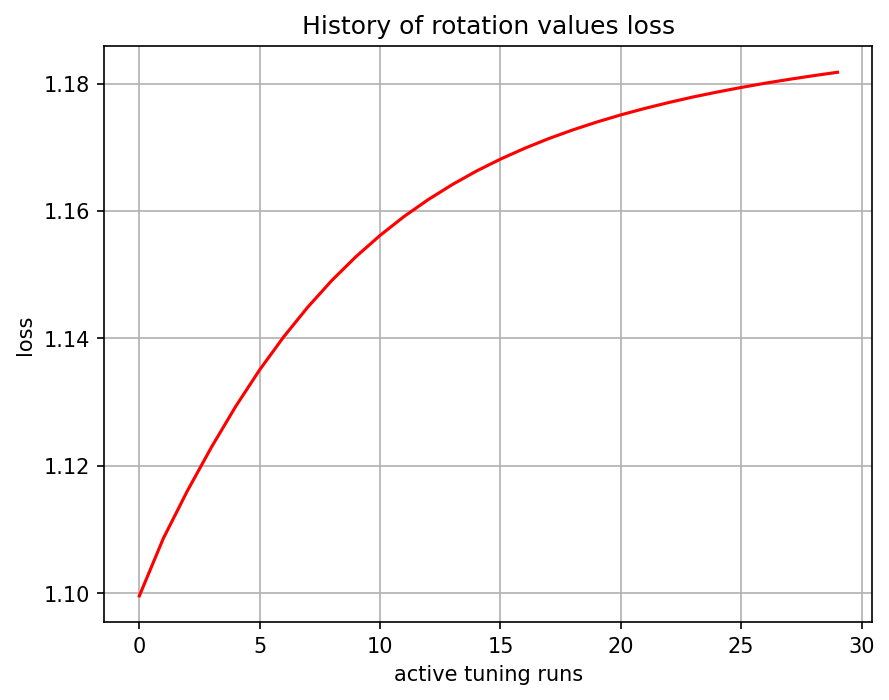 History of rotation values loss
1.18
1.16
1.14
1.12
1.10
loss
0 5 10 15 20 25 30
active tuning runs